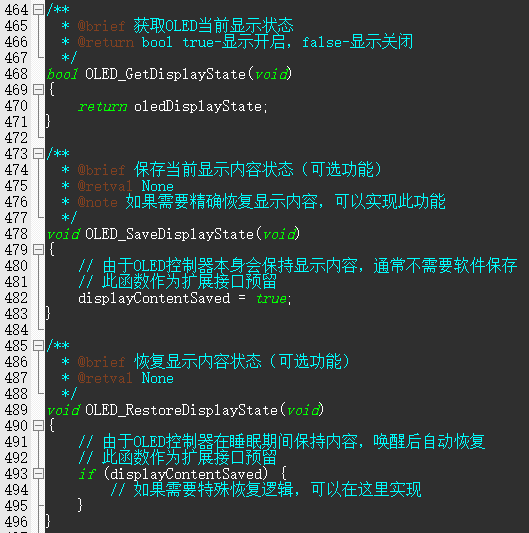 464 /**
465  * @brief 获取OLED当前显示状态
466  * @return bool true-显示开启，false-显示关闭
467  */
468 bool OLED_GetDisplayState(void)
469 {
470     return oledDisplayState;
471 }
472
473 /**
474  * @brief 保存当前显示内容状态（可选功能）
475  * @retval None
476  * @note 如果需要精确恢复显示内容，可以实现此功能
477  */
478 void OLED_SaveDisplayState(void)
479 {
480     // 由于OLED控制器本身会保持显示内容，通常不需要软件保存
481     // 此函数作为扩展接口预留
482     displayContentSaved = true;
483 }
484
485 /**
486  * @brief 恢复显示内容状态（可选功能）
487  * @retval None
488  */
489 void OLED_RestoreDisplayState(void)
490 {
491     // 由于OLED控制器在睡眠期间保持内容，唤醒后自动恢复
492     // 此函数作为扩展接口预留
493     if (displayContentSaved) {
494         // 如果需要特殊恢复逻辑，可以在这里实现
495     }
496 }